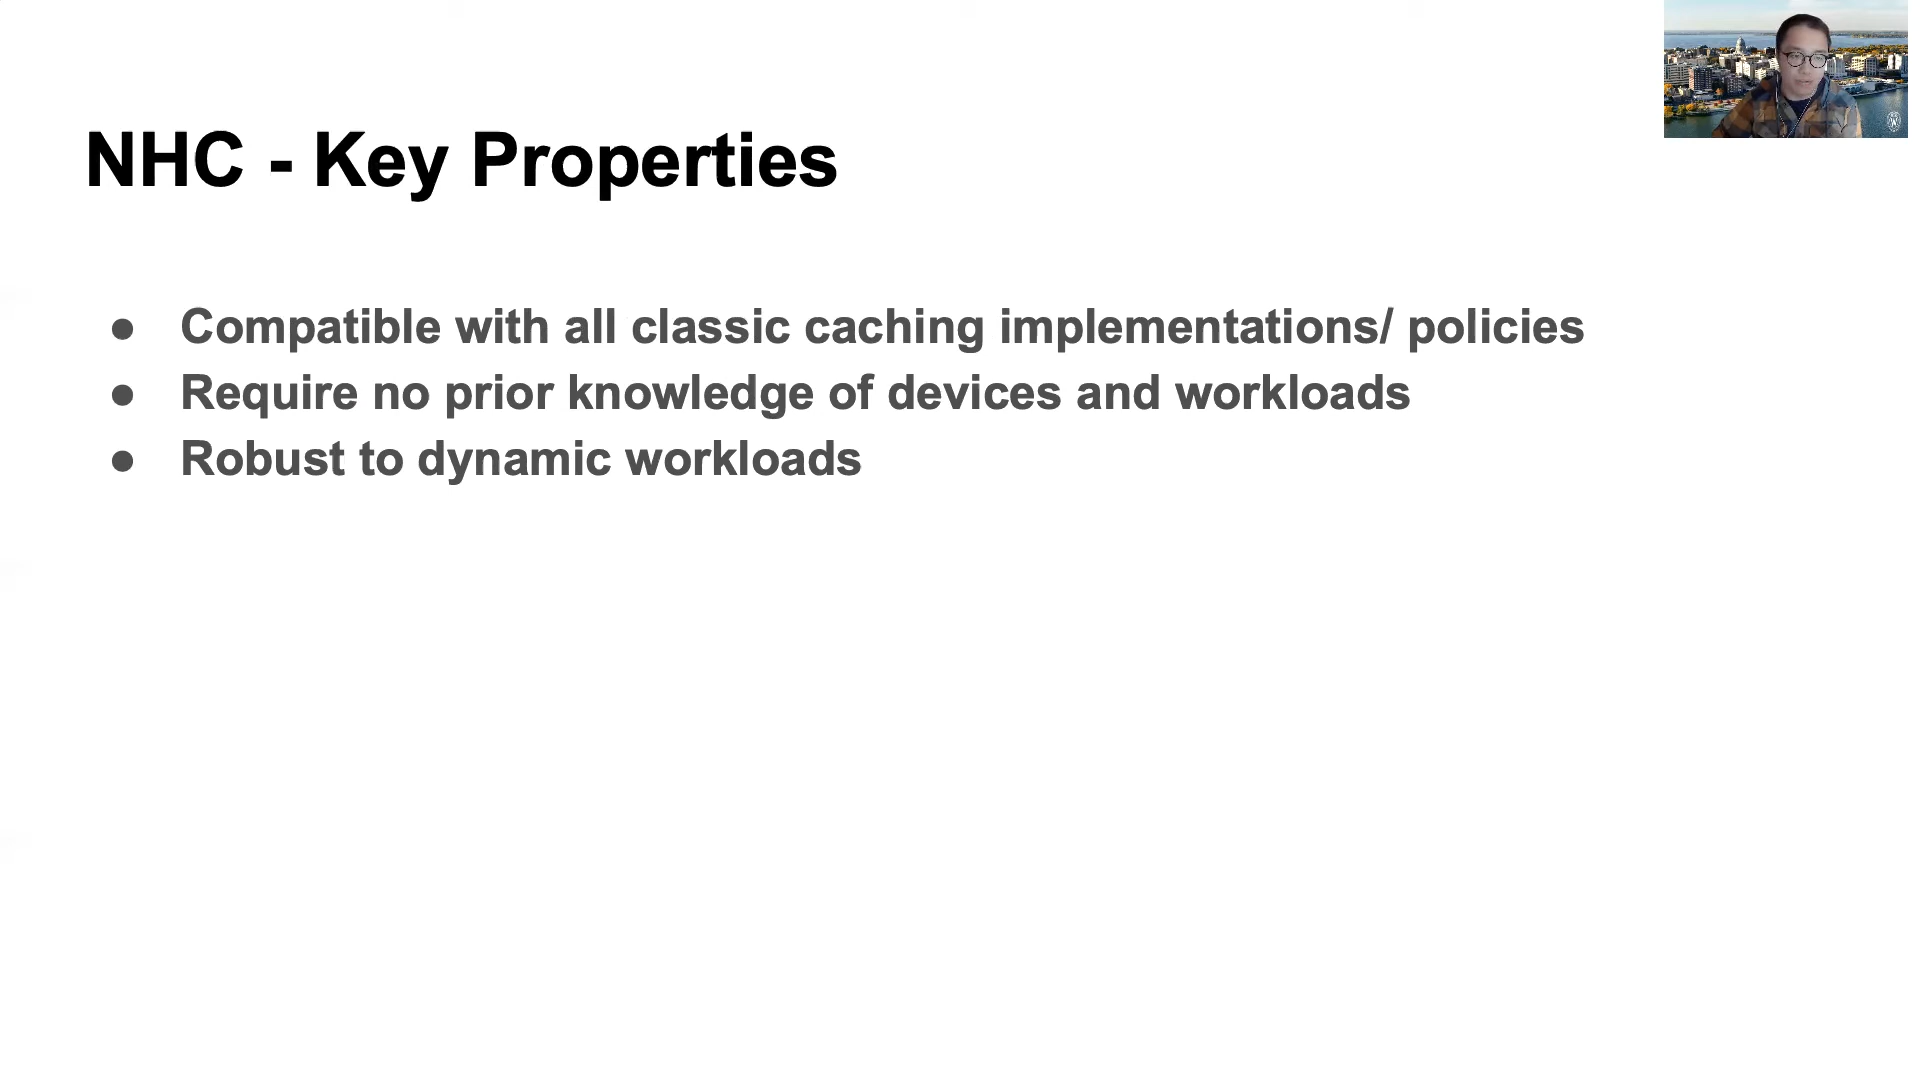 NHC - Key Properties
● Compatible with all classic caching implementations/ policies
● Require no prior knowledge of devices and workloads
● Robust to dynamic workloads